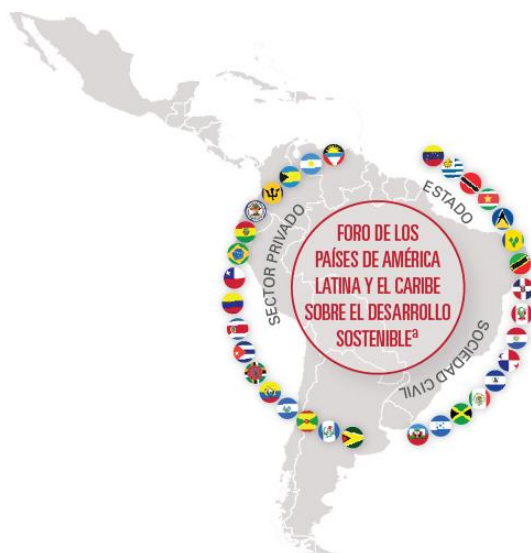 SECTOR PRIVADO
ESTADO
FORO DE LOS
PAÍSES DE AMÉRICA
LATINA Y EL CARIBE
SOBRE EL DESARROLLO
SOSTENIBLEª
SOCIEDAD CIVIL